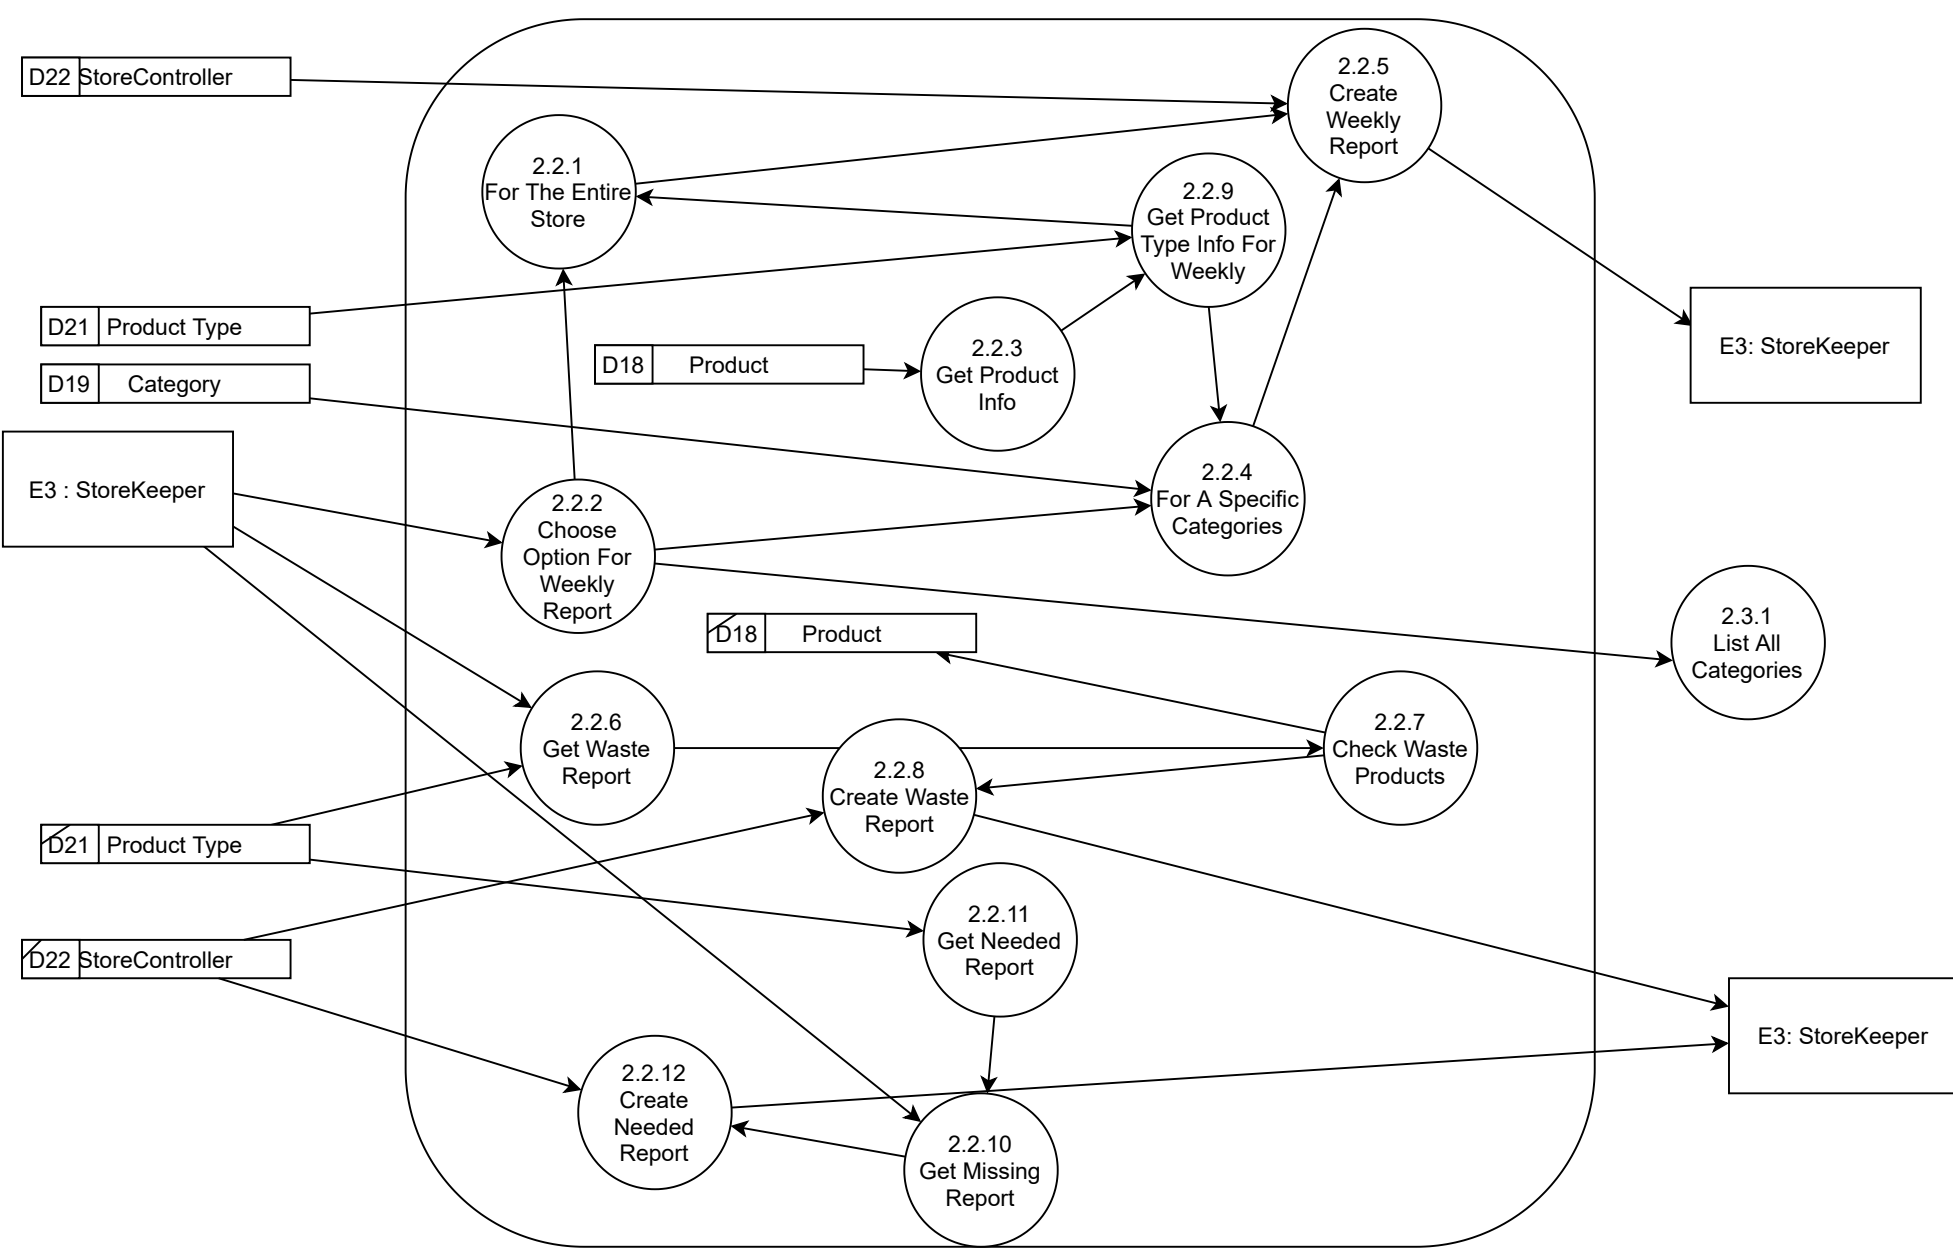 D22 StoreController
2.2.5
Create
Weekly
Report
2.2.1
For The Entire
Store
2.2.9
Get Product
Type Info For
Weekly
D21 Product Type
D19 Category
D18 Product
2.2.3
Get Product
Info
E3: StoreKeeper
E3 : StoreKeeper
2.2.2
Choose
Option For
Weekly
Report
2.2.4
For A Specific
Categories
2.3.1
List All
Categories
D18 Product
2.2.6
Get Waste
Report
2.2.8
Create Waste
Report
2.2.7
Check Waste
Products
D21 Product Type
2.2.11
Get Needed
Report
D22 StoreController
E3: StoreKeeper
2.2.12
Create
Needed
Report
2.2.10
Get Missing
Report